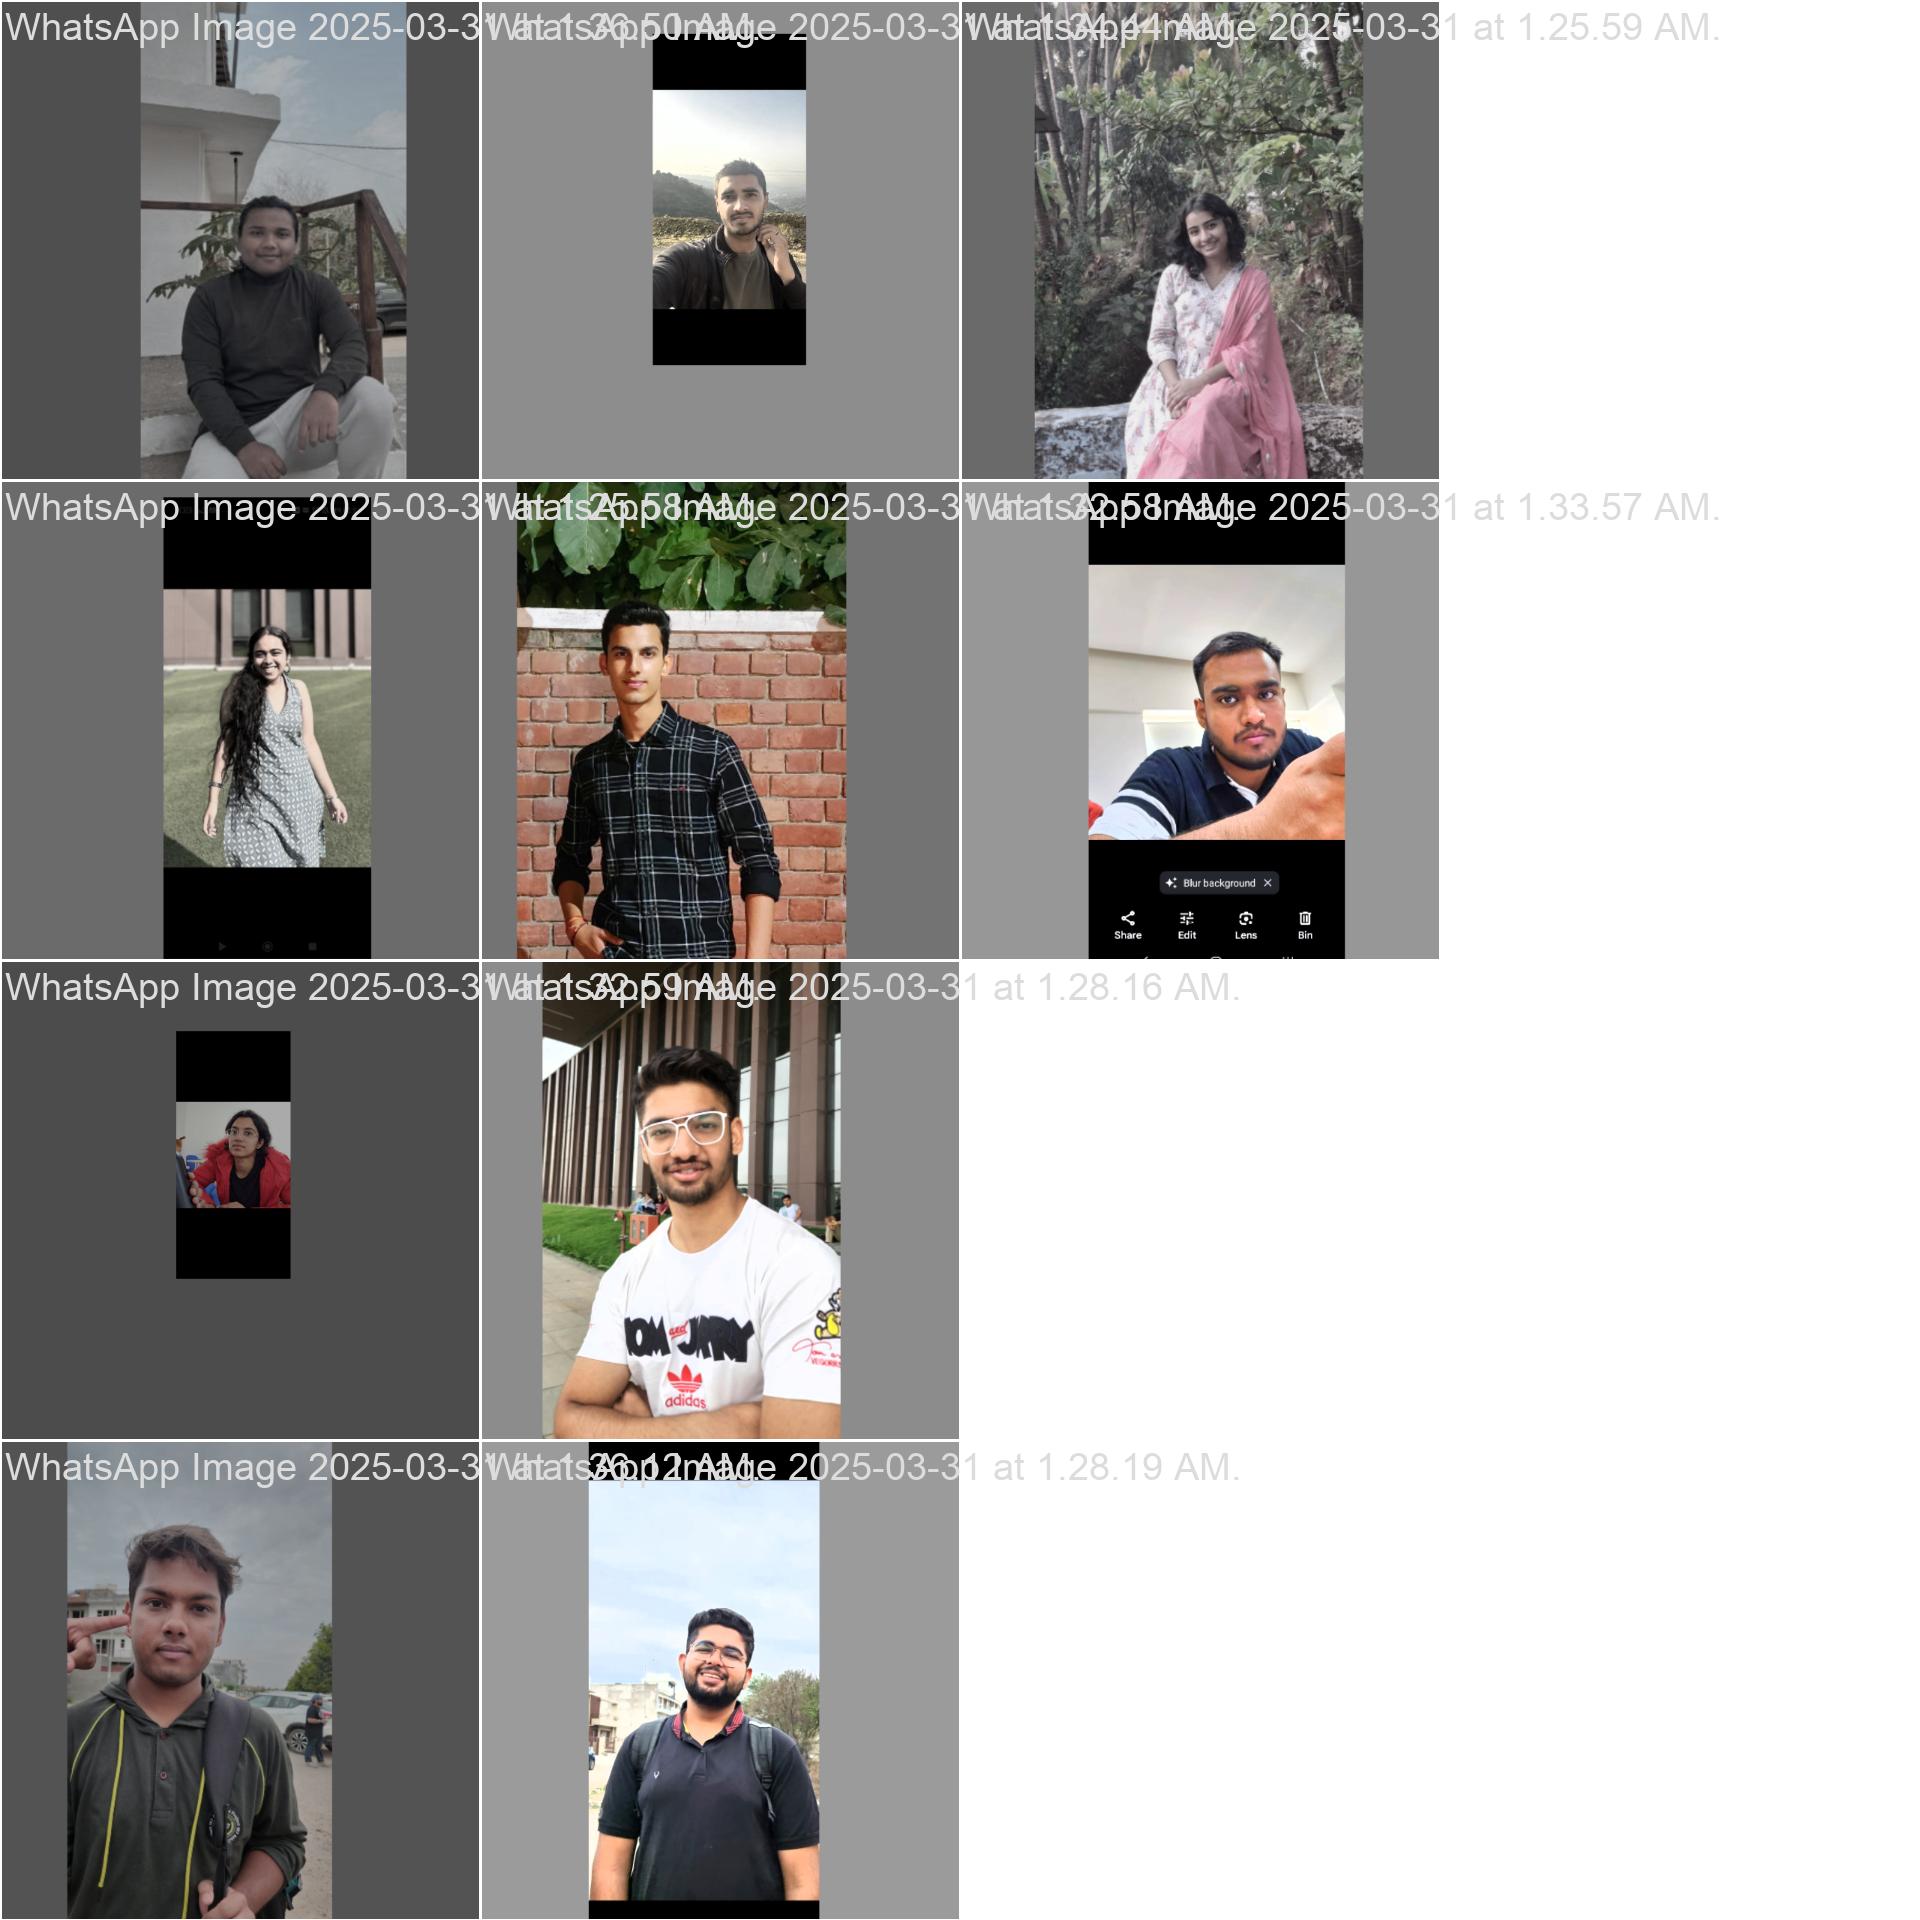 WhatsApp Image 2025-03-31 at 1.36.50 AM.
WhatsApp Image 2025-03-31 at 1.34.44 AM.
WhatsApp Image 2025-03-31 at 1.25.59 AM.
WhatsApp Image 2025-03-31 at 1.25.58 AM.
WhatsApp Image 2025-03-31 at 1.32.58 AM.
WhatsApp Image 2025-03-31 at 1.33.57 AM.
Blur background
Share Edit Lens Bin
WhatsApp Image 2025-03-31 at 1.32.59 AM.
WhatsApp Image 2025-03-31 at 1.28.16 AM.
and
adidas
WhatsApp Image 2025-03-31 at 1.36.12 AM.
WhatsApp Image 2025-03-31 at 1.28.19 AM.